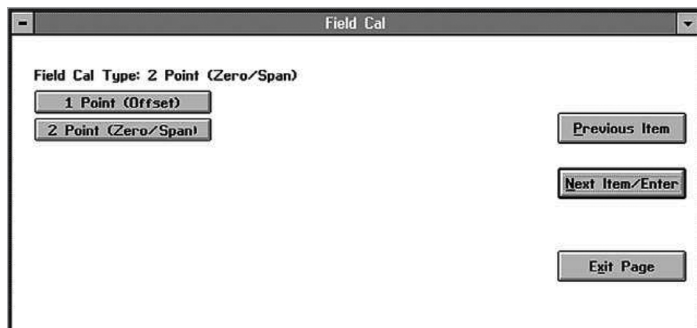 Field Cal
Field Cal Type: 2 Point (Zero/Span)
1 Point (Offset)
2 Point (Zero/Span)
Previous Item
Next Item/Enter
Exit Page